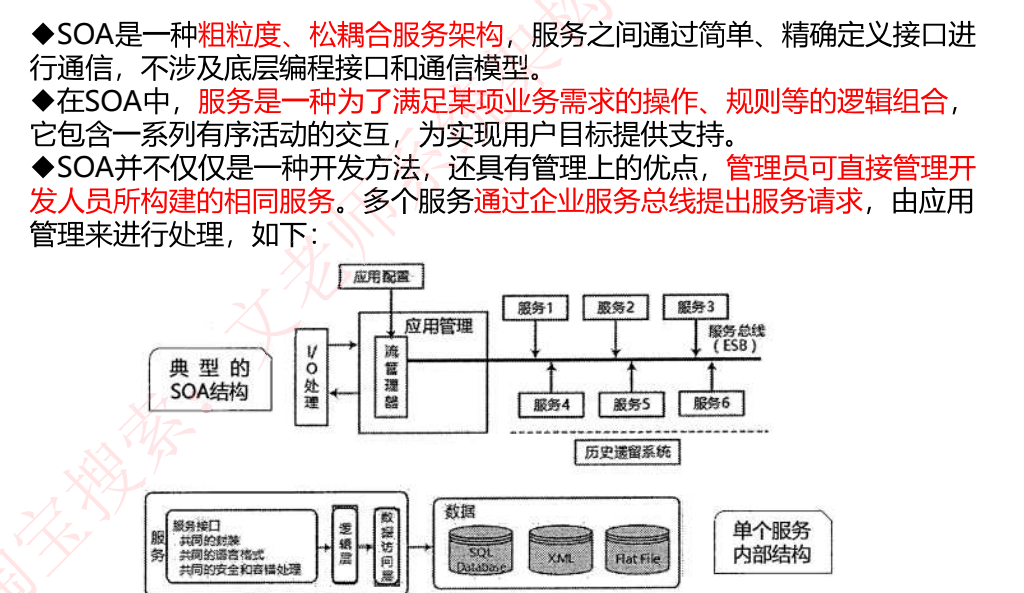 ◆SOA是一种粗粒度、松耦合服务架构，服务之间通过简单、精确定义接口进
行通信，不涉及底层编程接口和通信模型。
◆在SOA中，服务是一种为了满足某项业务需求的操作、规则等的逻辑组合，
它包含一系列有序活动的交互，为实现用户目标提供支持。
◆SOA并不仅仅是一种开发方法，还具有管理上的优点，管理员可直接管理开
发人员所构建的相同服务。多个服务通过企业服务总线提出服务请求，由应用
管理来进行处理，如下：
应用配置
典型的
SOA结构
I/O处理
应用管理
流管理器
服务1
服务2
服务3
服务总线
（ESB）
服务4
服务5
服务6
历史遗留系统
服务
服务接口
共同的封装
共同的语言格式
共同的安全和容错处理
逻辑层
数据访问层
数据
SQL
Database
XML
Flat File
单个服务
内部结构
淘宝搜索：文老师